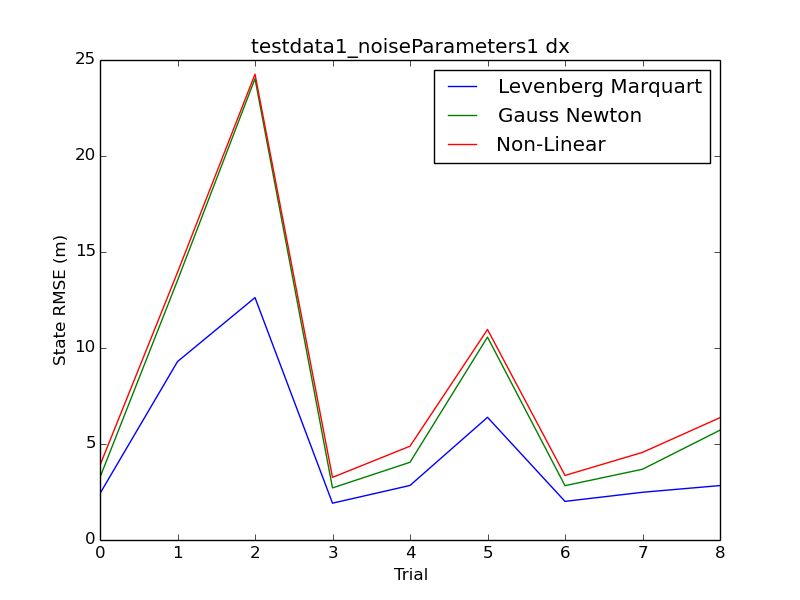 testdata1_noiseParameters1 dx
25
Levenberg Marquart
Gauss Newton
Non-Linear
20
15
State RMSE (m)
10
5
0
0 1 2 3 4 5 6 7 8
Trial